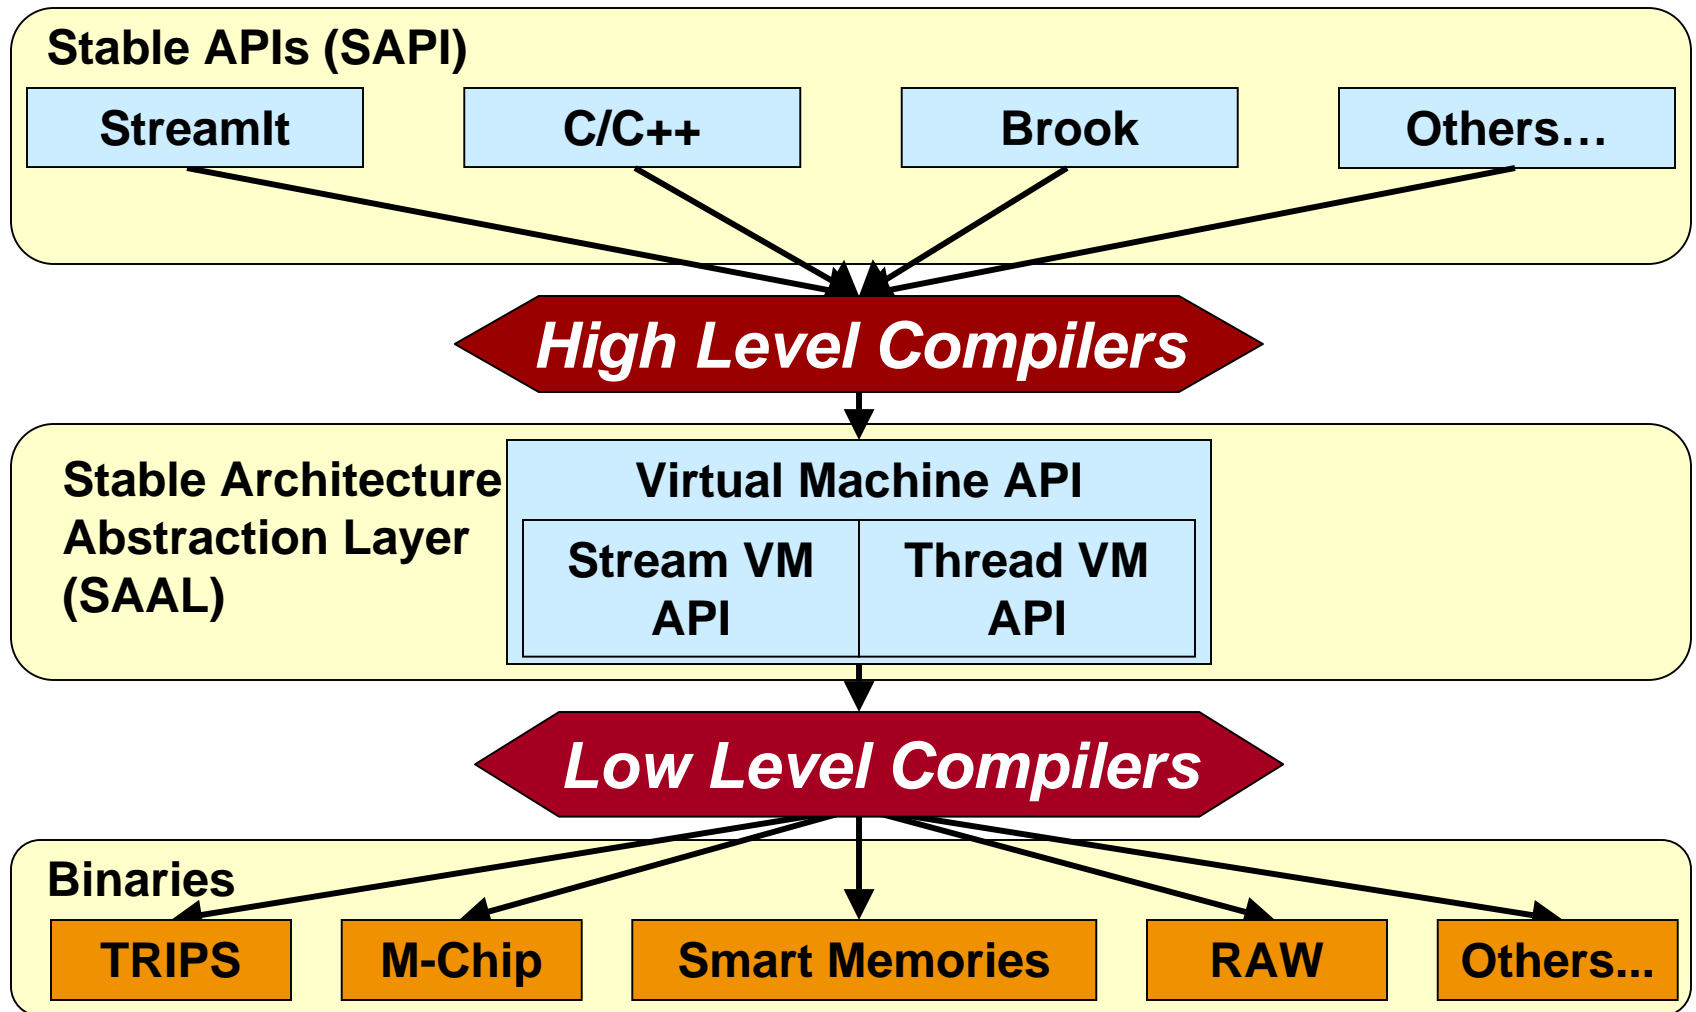 Stable APIs (SAPI)
StreamIt
C/C++
Brook
Others…
High Level Compilers
Stable Architecture
Abstraction Layer
(SAAL)
Virtual Machine API
Stream VM
API
Thread VM
API
Low Level Compilers
Binaries
TRIPS
M-Chip
Smart Memories
RAW
Others...